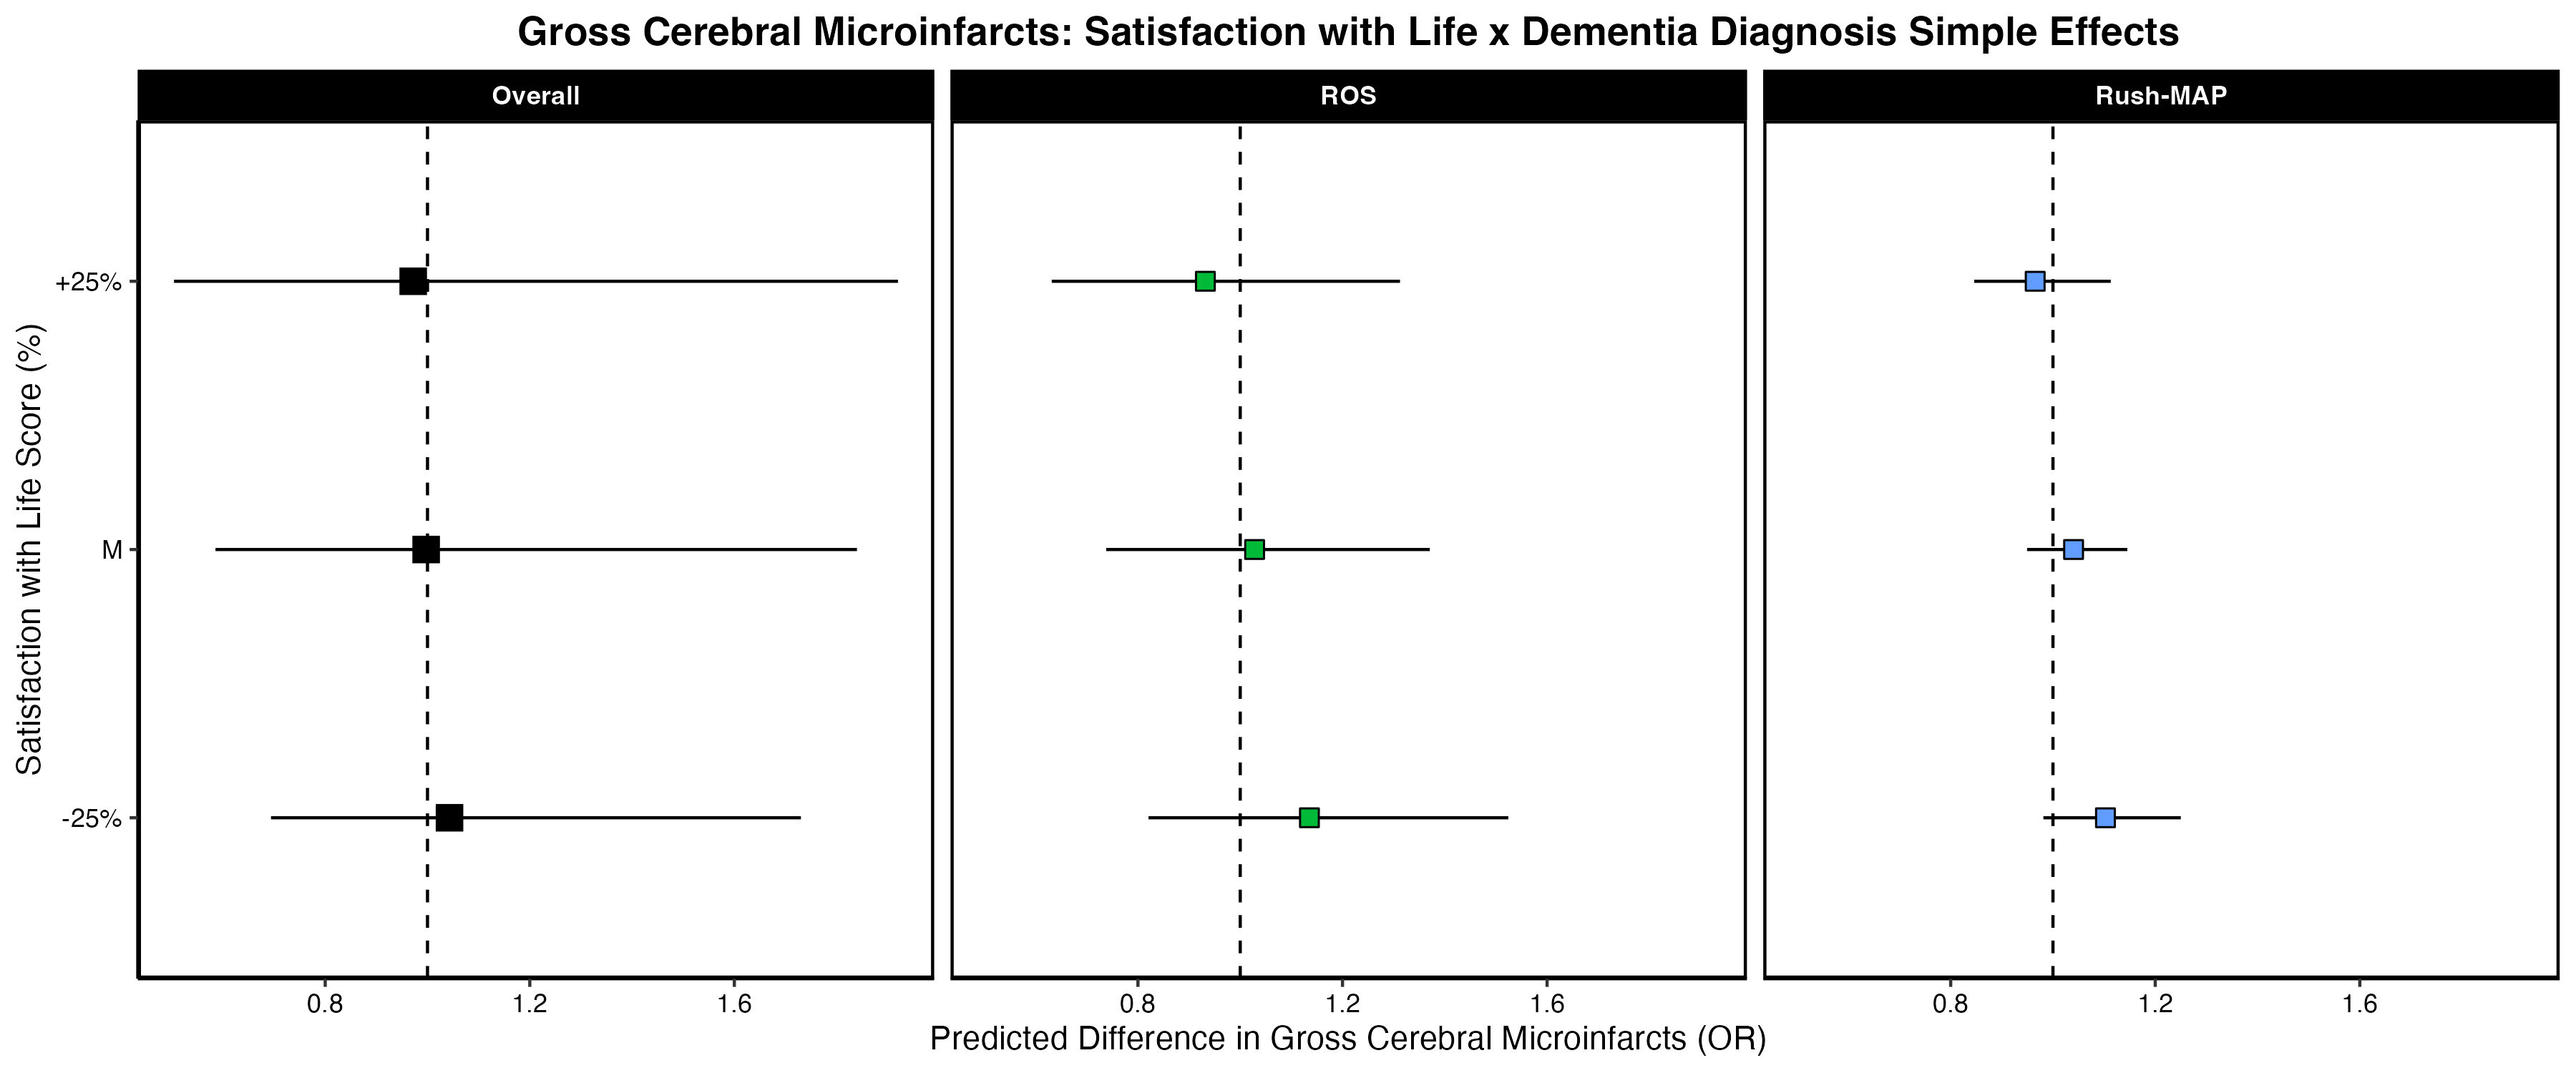 Gross Cerebral Microinfarcts: Satisfaction with Life x Dementia Diagnosis Simple Effects
Overall
ROS
Rush-MAP
Satisfaction with Life Score (%)
+25%
M
-25%
0.8 1.2 1.6
0.8 1.2 1.6
0.8 1.2 1.6
Predicted Difference in Gross Cerebral Microinfarcts (OR)